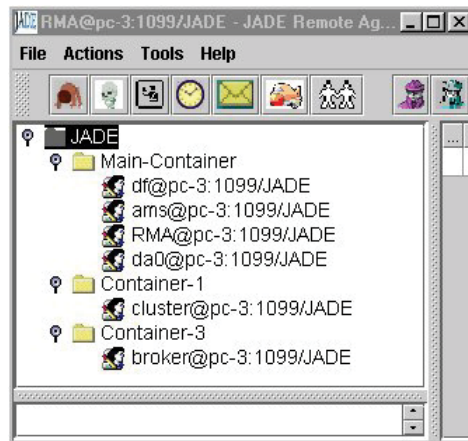 JADE RMA@pc-3:1099/JADE - JADE Remote Ag...
File Actions Tools Help
JADE
...
Main-Container
df@pc-3:1099/JADE
ams@pc-3:1099/JADE
RMA@pc-3:1099/JADE
da0@pc-3:1099/JADE
Container-1
cluster@pc-3:1099/JADE
Container-3
broker@pc-3:1099/JADE